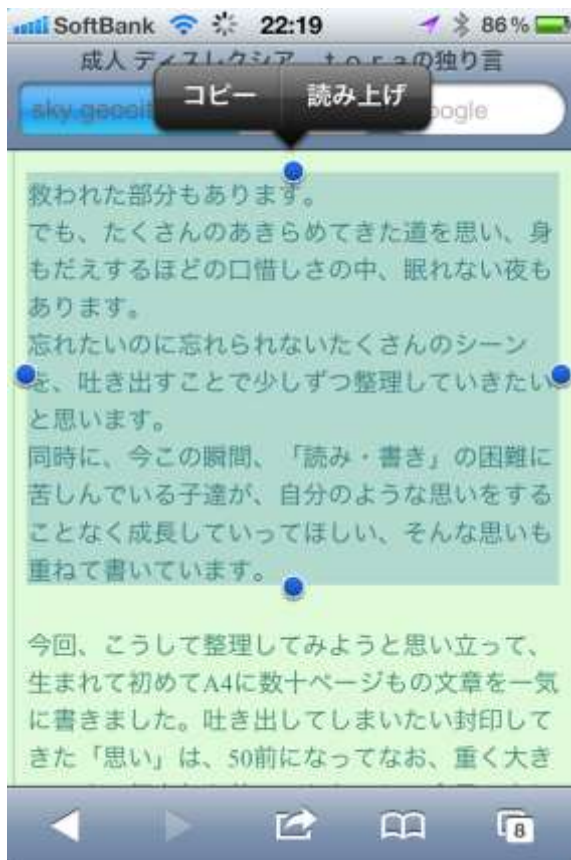 SoftBank 22:19 86%
成人 ディスレクシア ｔｏｒａの独り言
コピー 読み上げ
sky.geocit oogle
救われた部分もあります。
でも、たくさんのあきらめてきた道を思い、身
もだえするほどの口惜しさの中、眠れない夜も
あります。
忘れたいのに忘れられないたくさんのシーン
を、吐き出すことで少しずつ整理していきたい
と思います。
同時に、今この瞬間、「読み・書き」の困難に
苦しんでいる子達が、自分のような思いをする
ことなく成長していってほしい、そんな思いも
重ねて書いています。
今回、こうして整理してみようと思い立って、
生まれて初めてA4に数十ページもの文章を一気
に書きました。吐き出してしまいたい封印して
きた「思い」は、50前になってなお、重く大き
8